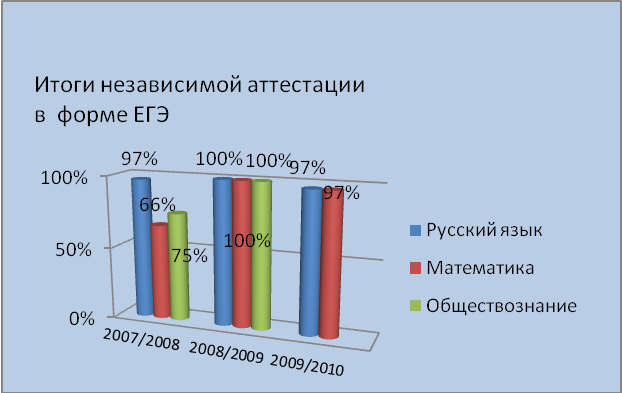 Итоги независимой аттестации
в форме ЕГЭ
97%
100%
100%
97%
100%
66%
97%
75%
100%
50%
0%
2007/2008
2008/2009
2009/2010
Русский язык
Математика
Обществознание